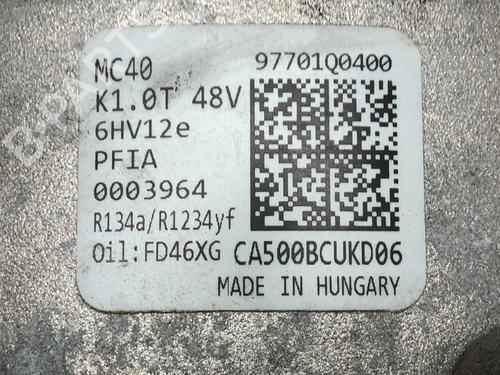 MC40 97701Q0400
K1.0T 48V
6HV12e
PFIA
0003964
R134a/R1234yf
Oil:FD46XG CA500BCUKD06
MADE IN HUNGARY